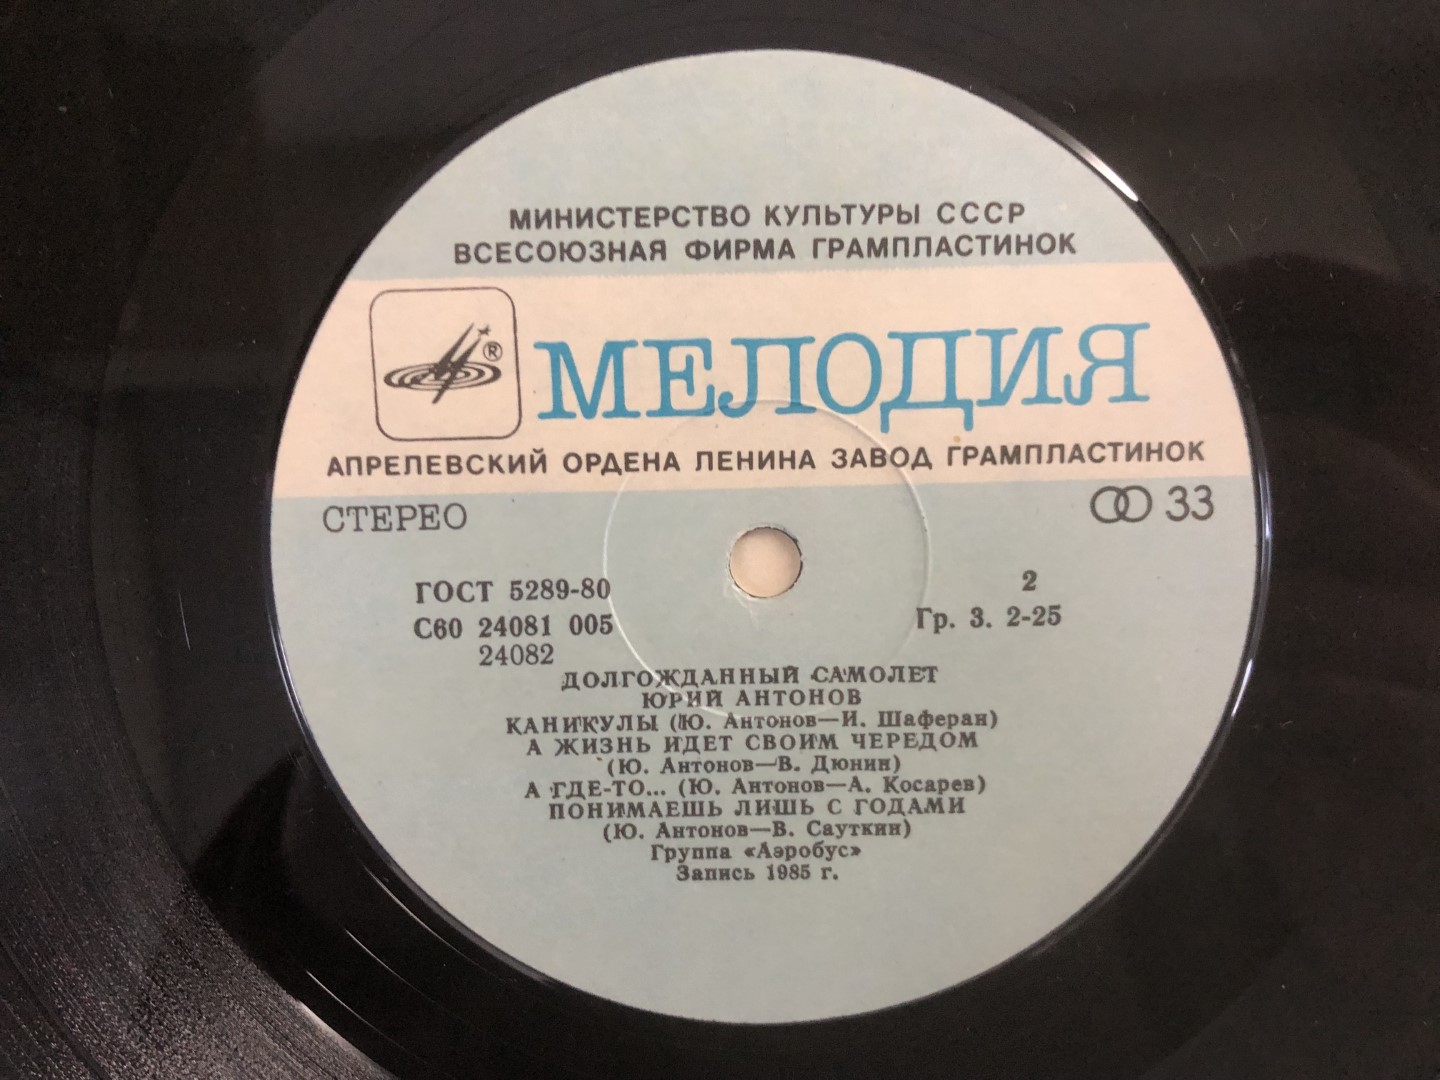 МИНИСТЕРСТВО КУЛЬТУРЫ СССР
ВСЕСОЮЗНАЯ ФИРМА ГРАМПЛАСТИНОК
®
МЕЛОДИЯ
АПРЕЛЕВСКИЙ ОРДЕНА ЛЕНИНА ЗАВОД ГРАМПЛАСТИНОК
СТЕРЕО
33
ГОСТ 5289-80
2
С60 24081 005
Гр. 3. 2-25
24082
ДОЛГОЖДАННЫЙ САМОЛЕТ
ЮРИЙ АНТОНОВ
КАНИКУЛЫ (Ю. Антонов—И. Шаферан)
А ЖИЗНЬ ИДЕТ СВОИМ ЧЕРЕДОМ
(Ю. Антонов—В. Дюнин)
А ГДЕ-ТО... (Ю. Антонов—А. Косарев)
ПОНИМАЕШЬ ЛИШЬ С ГОДАМИ
(Ю. Антонов—В. Сауткин)
Группа «Аэробус»
Запись 1985 г.